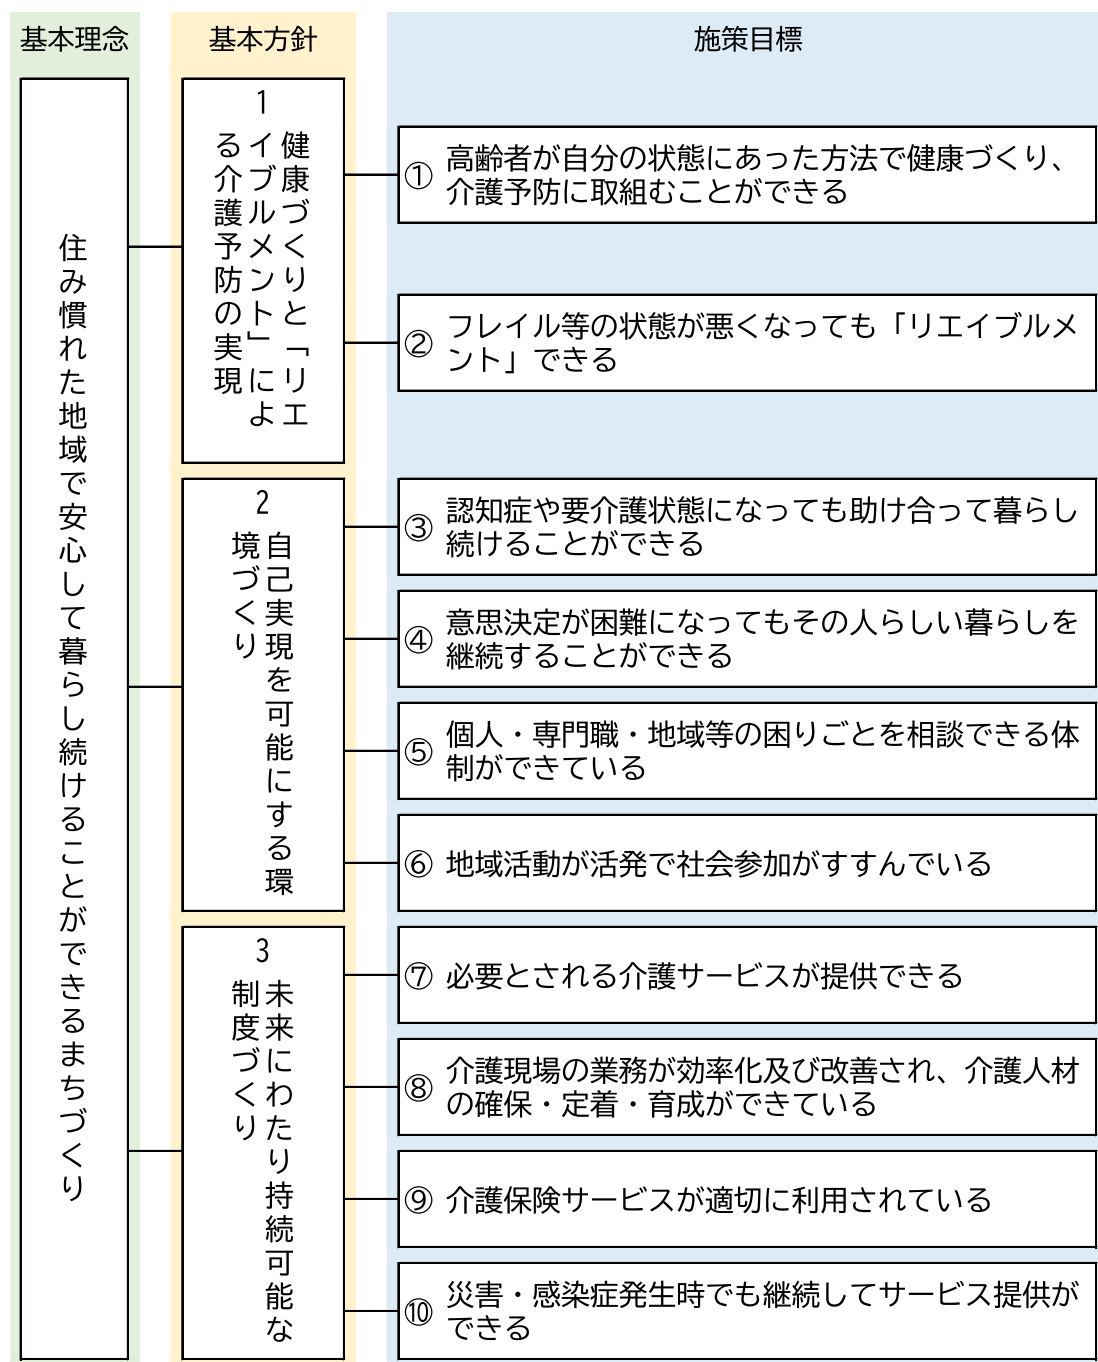 基本理念
基本方針
施策目標
住み慣れた地域で安心して暮らし続けることができるまちづくり
1
健康づくりと「リエ
イブルメント」によ
る介護予防の実現
① 高齢者が自分の状態にあった方法で健康づくり、
介護予防に取組むことができる
② フレイル等の状態が悪くなっても「リエイブルメ
ント」できる
2
自己実現を可能にする環
境づくり
③ 認知症や要介護状態になっても助け合って暮らし
続けることができる
④ 意思決定が困難になってもその人らしい暮らしを
継続することができる
⑤ 個人・専門職・地域等の困りごとを相談できる体
制ができている
⑥ 地域活動が活発で社会参加がすすんでいる
3
未来にわたり持続可能な
制度づくり
⑦ 必要とされる介護サービスが提供できる
⑧ 介護現場の業務が効率化及び改善され、介護人材
の確保・定着・育成ができている
⑨ 介護保険サービスが適切に利用されている
⑩ 災害・感染症発生時でも継続してサービス提供が
できる